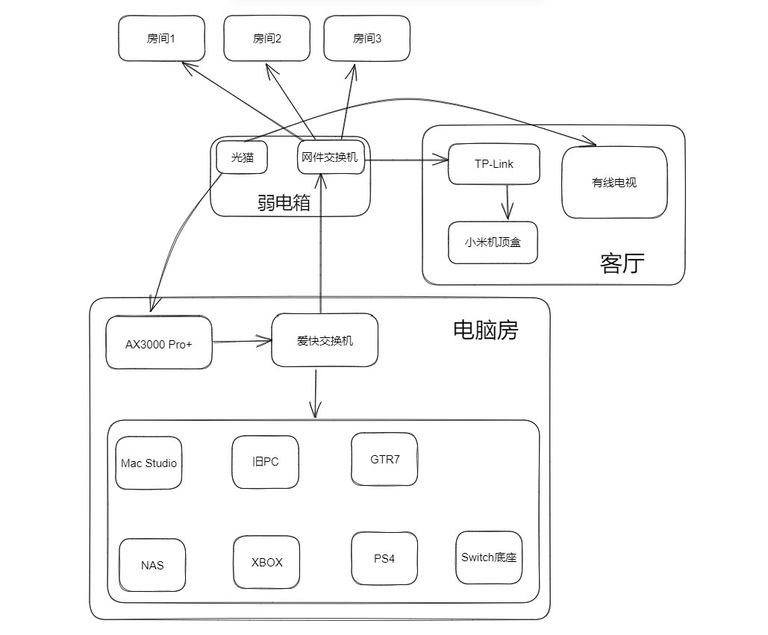 房间1
房间2
房间3
光猫
网件交换机
弱电箱
TP-Link
有线电视
小米机顶盒
客厅
AX3000 Pro+
爱快交换机
电脑房
Mac Studio
旧PC
GTR7
NAS
XBOX
PS4
Switch底座